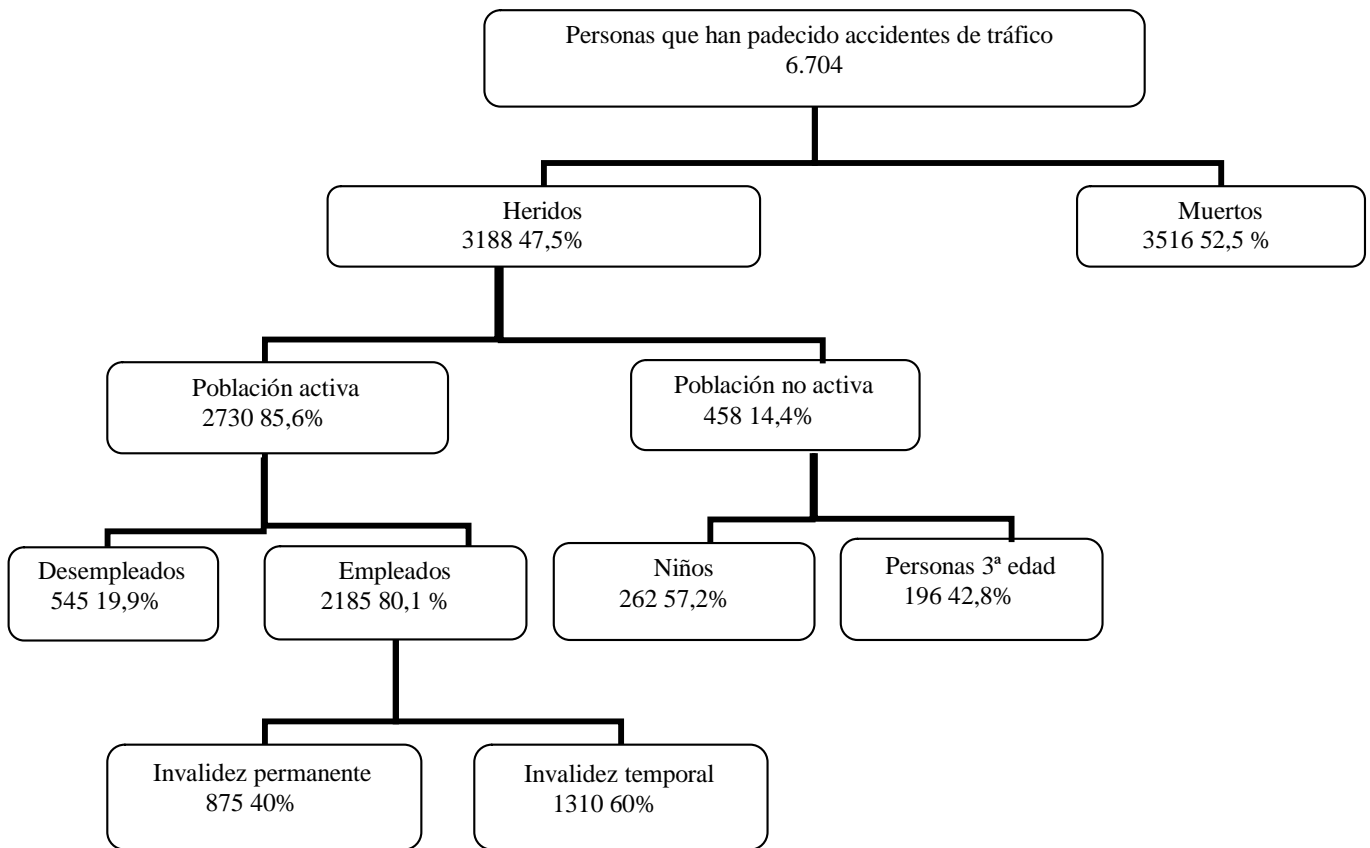 Personas que han padecido accidentes de tráfico
6.704
Heridos
3188 47,5%
Muertos
3516 52,5 %
Población activa
2730 85,6%
Población no activa
458 14,4%
Desempleados
545 19,9%
Empleados
2185 80,1 %
Niños
262 57,2%
Personas 3ª edad
196 42,8%
Invalidez permanente
875 40%
Invalidez temporal
1310 60%